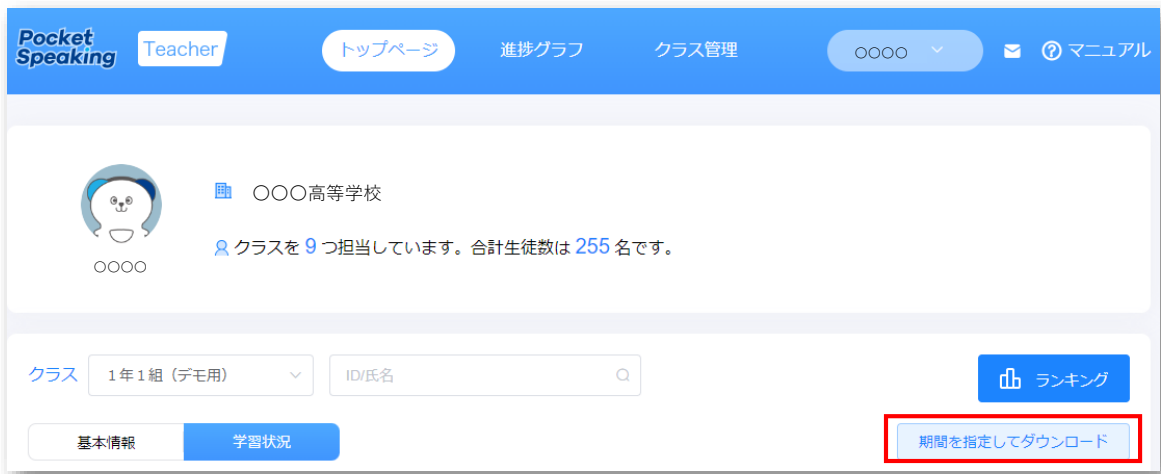 Pocket Speaking Teacher トップページ 進捗グラフ クラス管理 ○○○○ マニュアル
○○○高等学校
クラスを 9 つ担当しています。合計生徒数は 255 名です。
○○○○
クラス 1年1組（デモ用） ID/氏名 ランキング
基本情報 学習状況 期間を指定してダウンロード